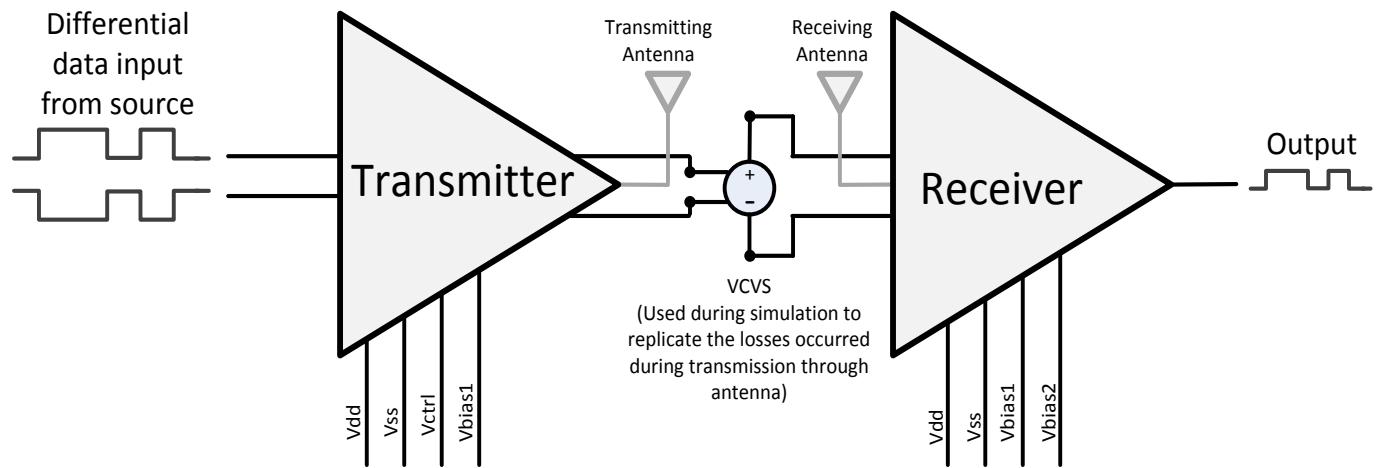 Differential
data input
from source
Transmitter
Transmitting
Antenna
Receiving
Antenna
+
-
VCVS
(Used during simulation to
replicate the losses occurred
during transmission through
antenna)
Receiver
Output
Vdd
Vss
Vctrl
Vbias1
Vdd
Vss
Vbias1
Vbias2